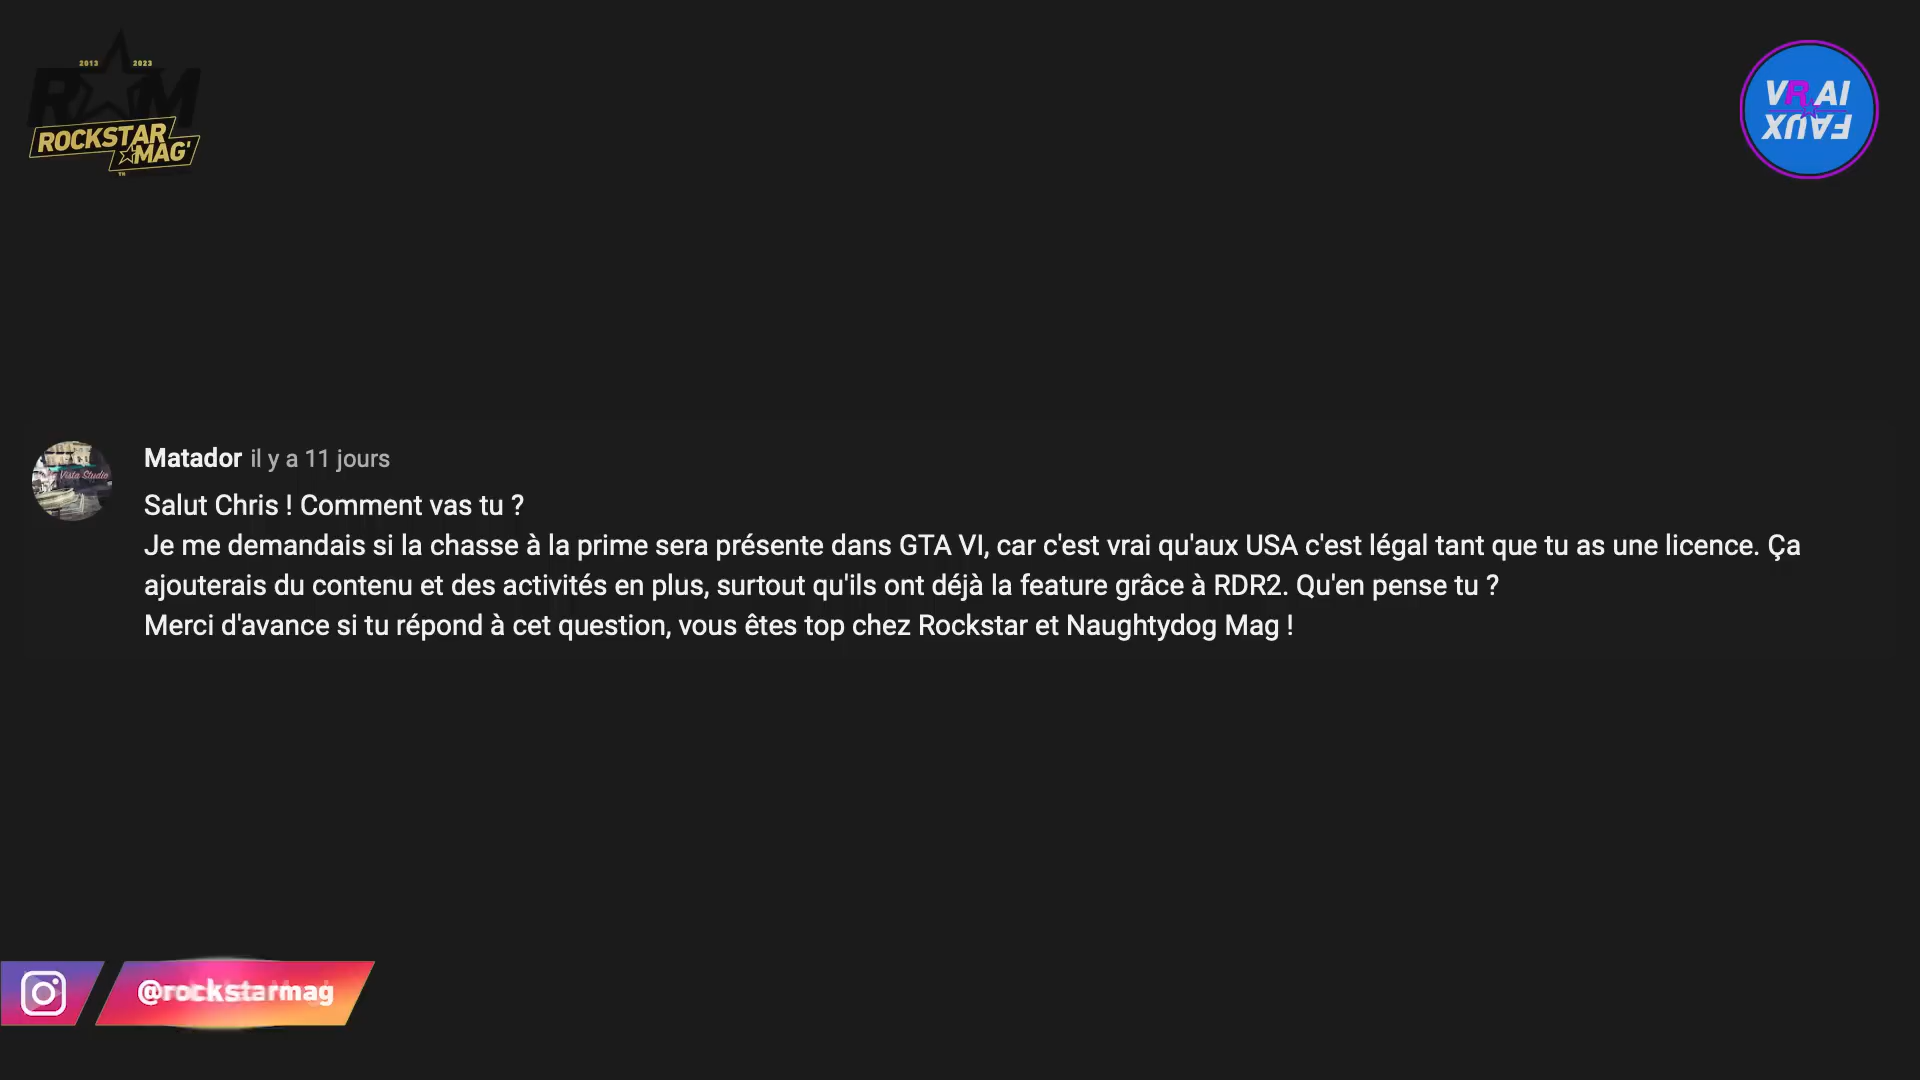 2013 2023
R M
ROCKSTAR
MAG'
VRAI
FAUX
Matador il y a 11 jours
Vista Studio
Salut Chris ! Comment vas tu ?
Je me demandais si la chasse à la prime sera présente dans GTA VI, car c'est vrai qu'aux USA c'est légal tant que tu as une licence. Ça
ajouterais du contenu et des activités en plus, surtout qu'ils ont déjà la feature grâce à RDR2. Qu'en pense tu ?
Merci d'avance si tu répond à cet question, vous êtes top chez Rockstar et Naughtydog Mag !
@rockstarmag